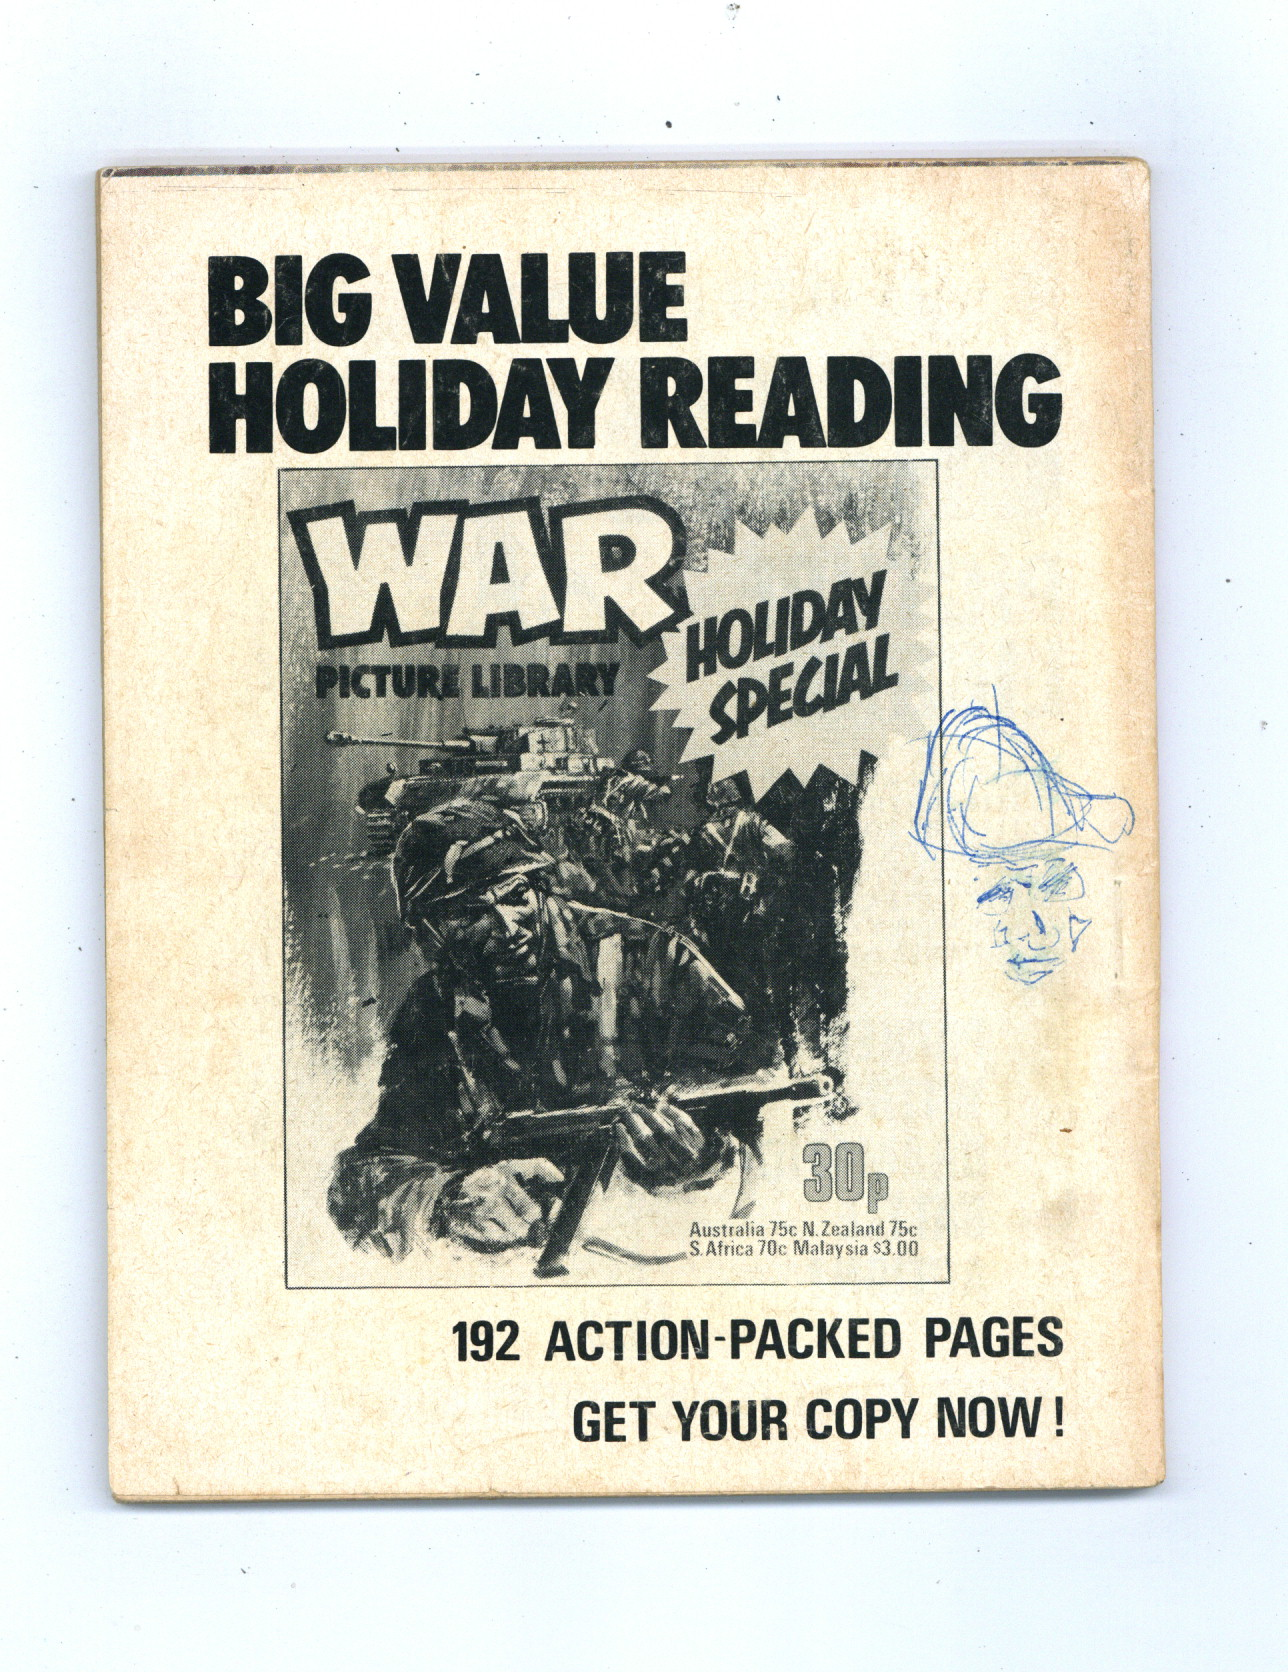 BIG VALUE
HOLIDAY READING
WAR
PICTURE LIBRARY
HOLIDAY
SPECIAL
30p
Australia 75c N. Zealand 75c
S. Africa 70c Malaysia $3.00
192 ACTION-PACKED PAGES
GET YOUR COPY NOW!